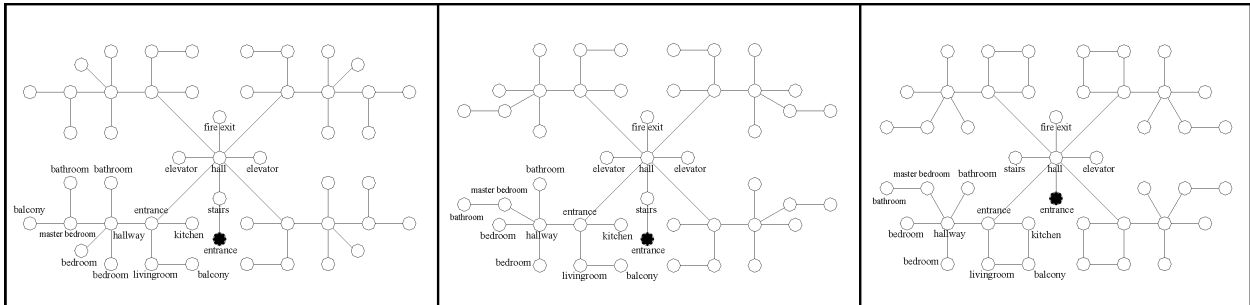 fire exit
elevator hall elevator
bathroom bathroom
balcony entrance stairs
master bedroom hallway kitchen
bedroom entrance
bedroom livingroom balcony
fire exit
elevator hall elevator
bathroom
master bedroom
bathroom entrance stairs
bedroom hallway kitchen
entrance
bedroom livingroom balcony
fire exit
stairs hall elevator
master bedroom bathroom
bathroom entrance entrance
bedroom hallway kitchen
bedroom livingroom balcony